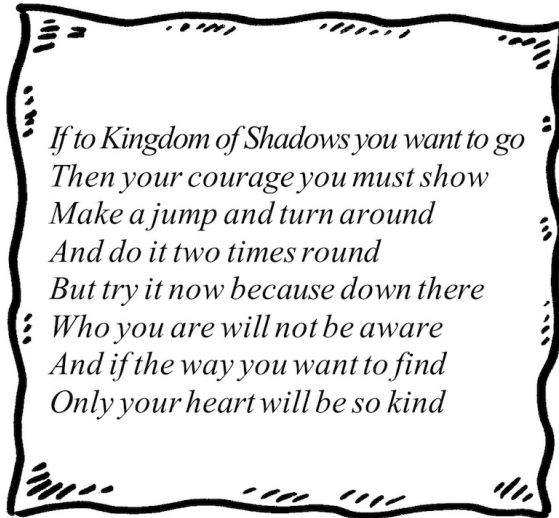 If to Kingdom of Shadows you want to go
Then your courage you must show
Make a jump and turn around
And do it two times round
But try it now because down there
Who you are will not be aware
And if the way you want to find
Only your heart will be so kind